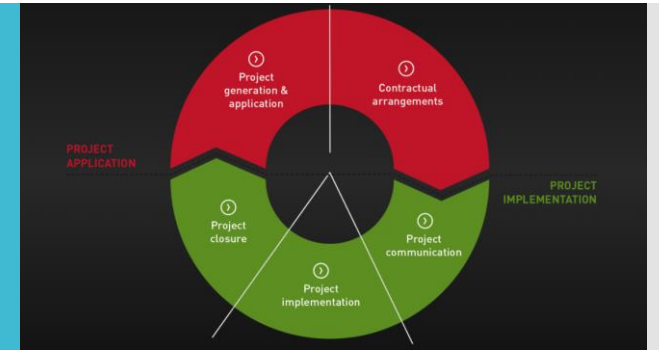 Project
generation &
application
Contractual
arrangements
PROJECT
APPLICATION
PROJECT
IMPLEMENTATION
Project
closure
Project
communication
Project
implementation